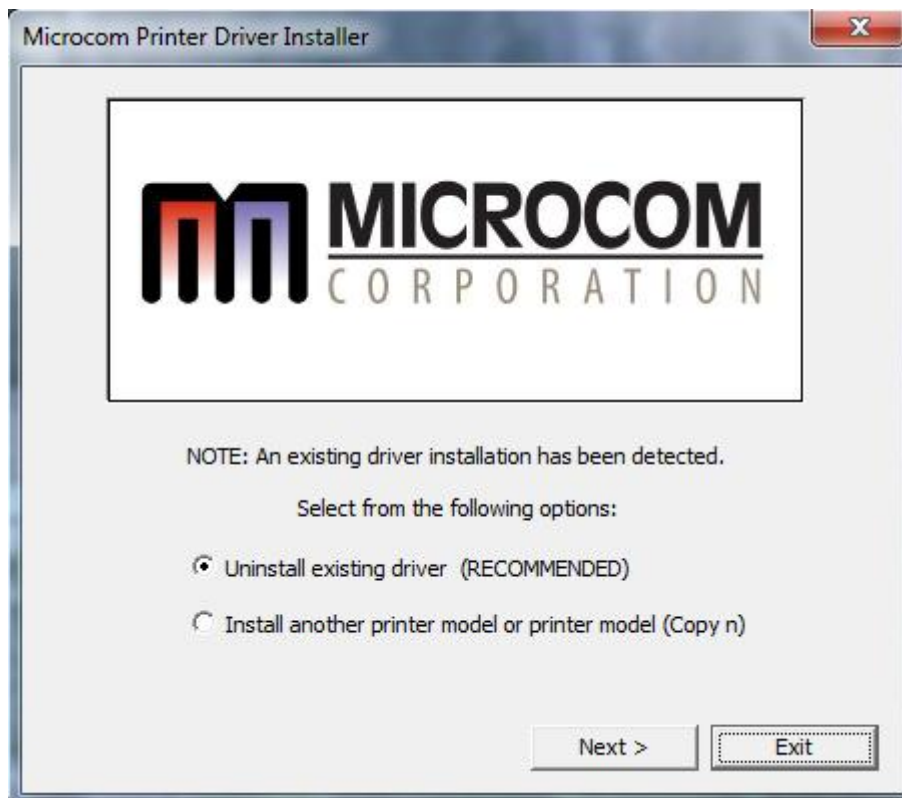 Microcom Printer Driver Installer
MICROCOM
CORPORATION
NOTE: An existing driver installation has been detected.
Select from the following options:
Uninstall existing driver (RECOMMENDED)
Install another printer model or printer model (Copy n)
Next >
Exit